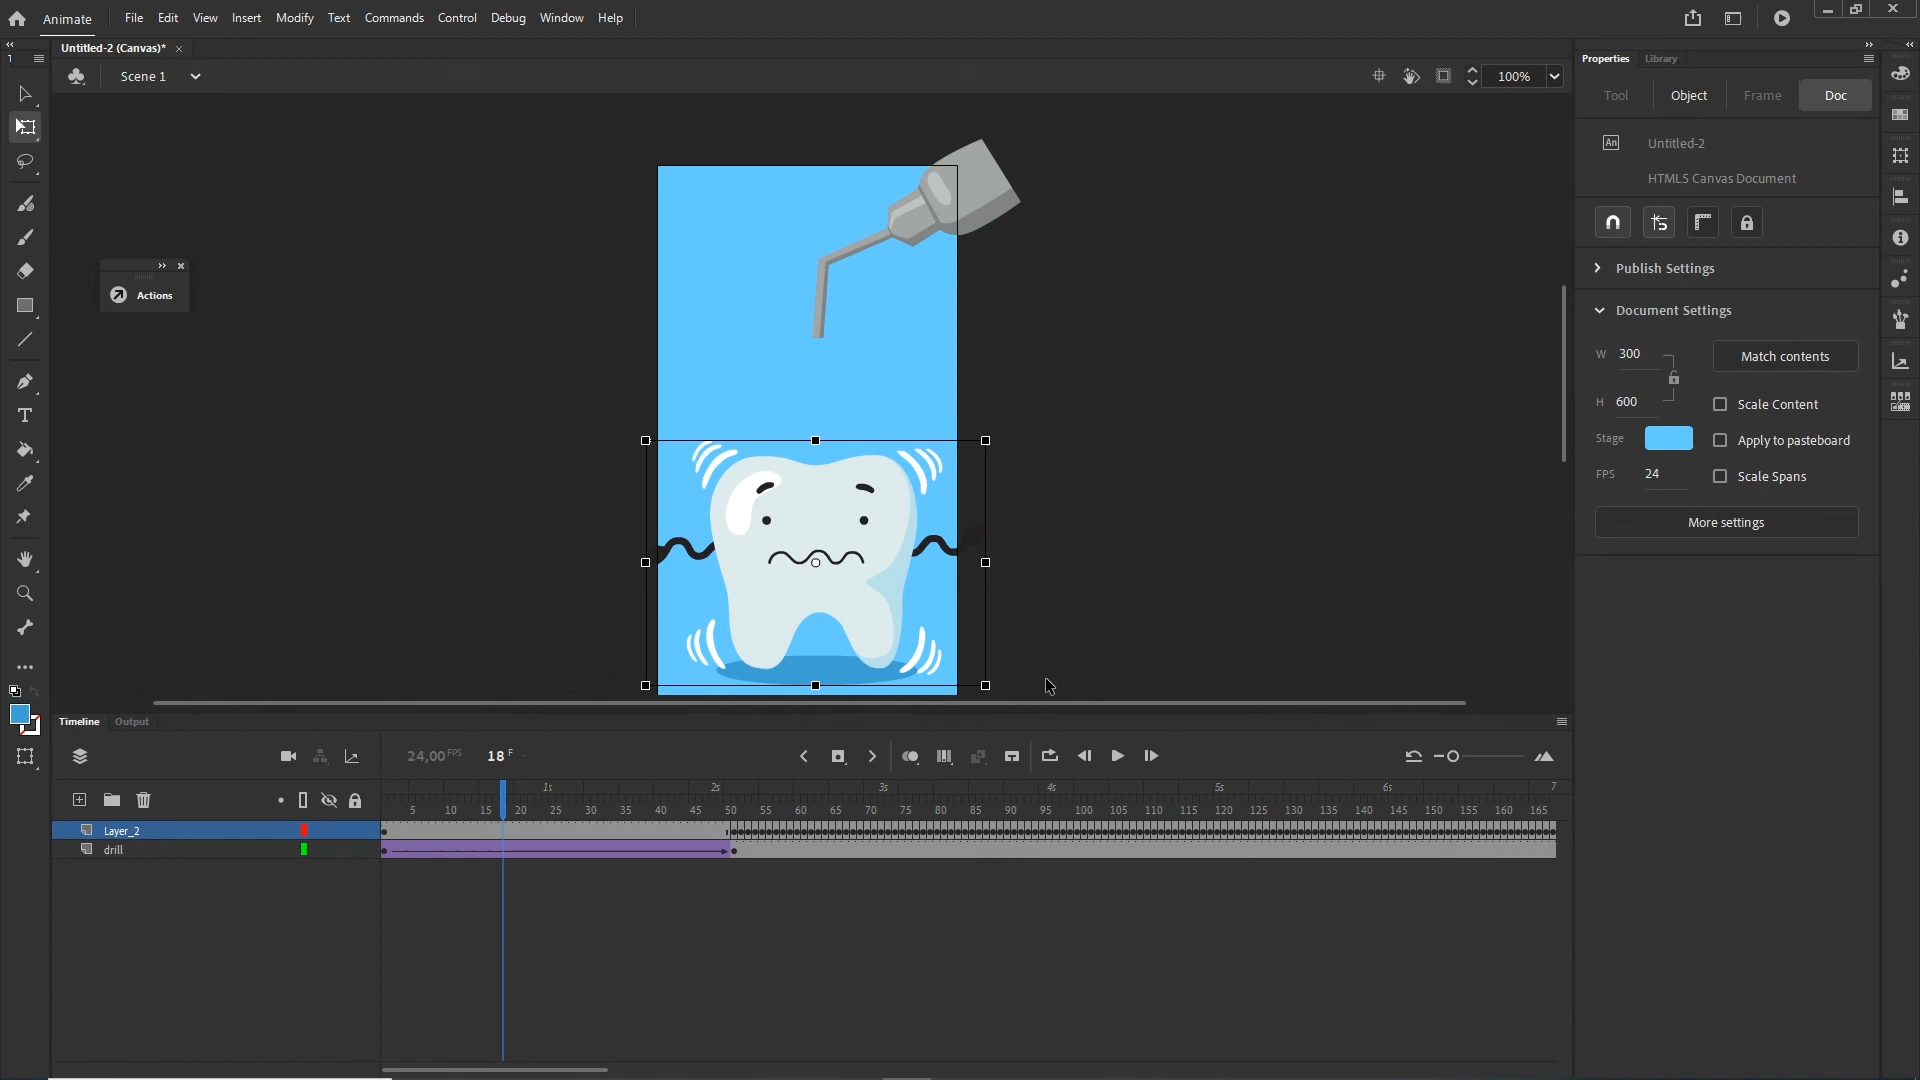 Animate File Edit View Insert Modify Text Commands Control Debug Window Help
Untitled-2 (Canvas)*
Scene 1
100%
Actions
Properties Library
Tool Object Frame Doc
An Untitled-2
HTML5 Canvas Document
Publish Settings
Document Settings
W 300
Match contents
H 600
Scale Content
Stage
Apply to pasteboard
FPS 24
Scale Spans
More settings
Timeline Output
24,00 FPS 18 F
1s 2s 3s 4s 5s 6s 7
5 10 15 20 25 30 35 40 45 50 55 60 65 70 75 80 85 90 95 100 105 110 115 120 125 130 135 140 145 150 155 160 165
Layer_2
drill